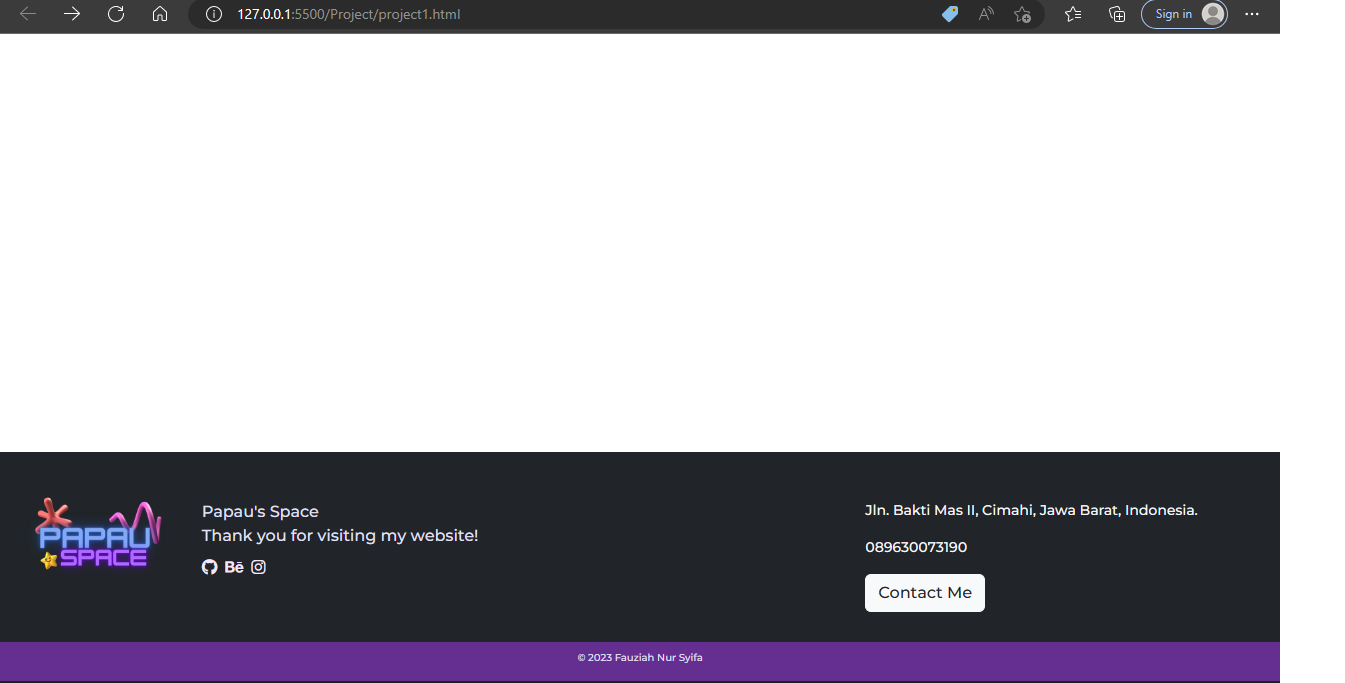 127.0.0.1:5500/Project/project1.html
Sign in
PAPAU
SPACE
Papau's Space
Thank you for visiting my website!
Bē
Jln. Bakti Mas II, Cimahi, Jawa Barat, Indonesia.
089630073190
Contact Me
© 2023 Fauziah Nur Syifa